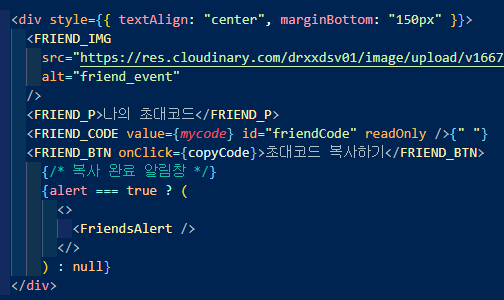 <div style={{ textAlign: "center", marginBottom: "150px" }}>
<FRIEND_IMG
src="https://res.cloudinary.com/drxxdsv01/image/upload/v1667
alt="friend_event"
/>
<FRIEND_P>나의 초대코드</FRIEND_P>
<FRIEND_CODE value={mycode} id="friendCode" readOnly />{" "}
<FRIEND_BTN onClick={copyCode}>초대코드 복사하기</FRIEND_BTN>
{/* 복사 완료 알림창 */}
{alert === true ? (
<>
<FriendsAlert />
</>
) : null}
</div>